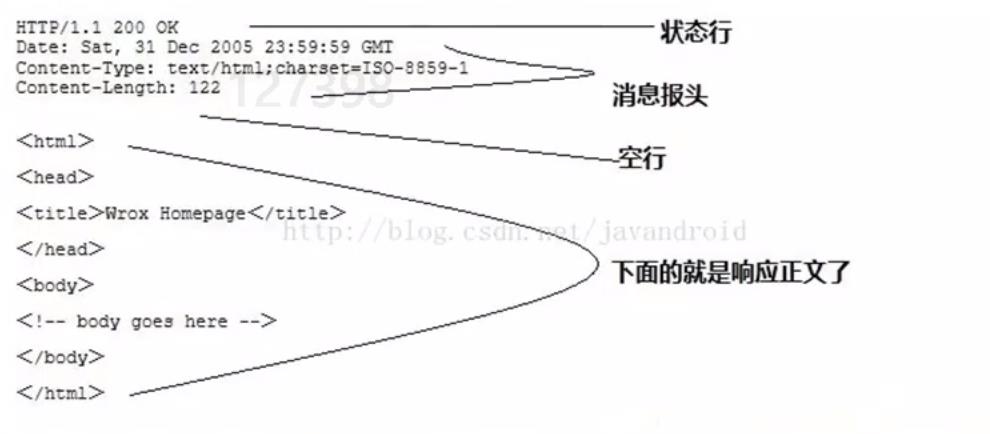 HTTP/1.1 200 OK
状态行
Date: Sat, 31 Dec 2005 23:59:59 GMT
Content-Type: text/html;charset=ISO-8859-1
消息报头
Content-Length: 122
127398
空行
<html>
<head>
<title>Wrox Homepage</title>
http://blog.csdn.net/javandroid
</head>
下面的就是响应正文了
<body>
<!-- body goes here -->
</body>
</html>